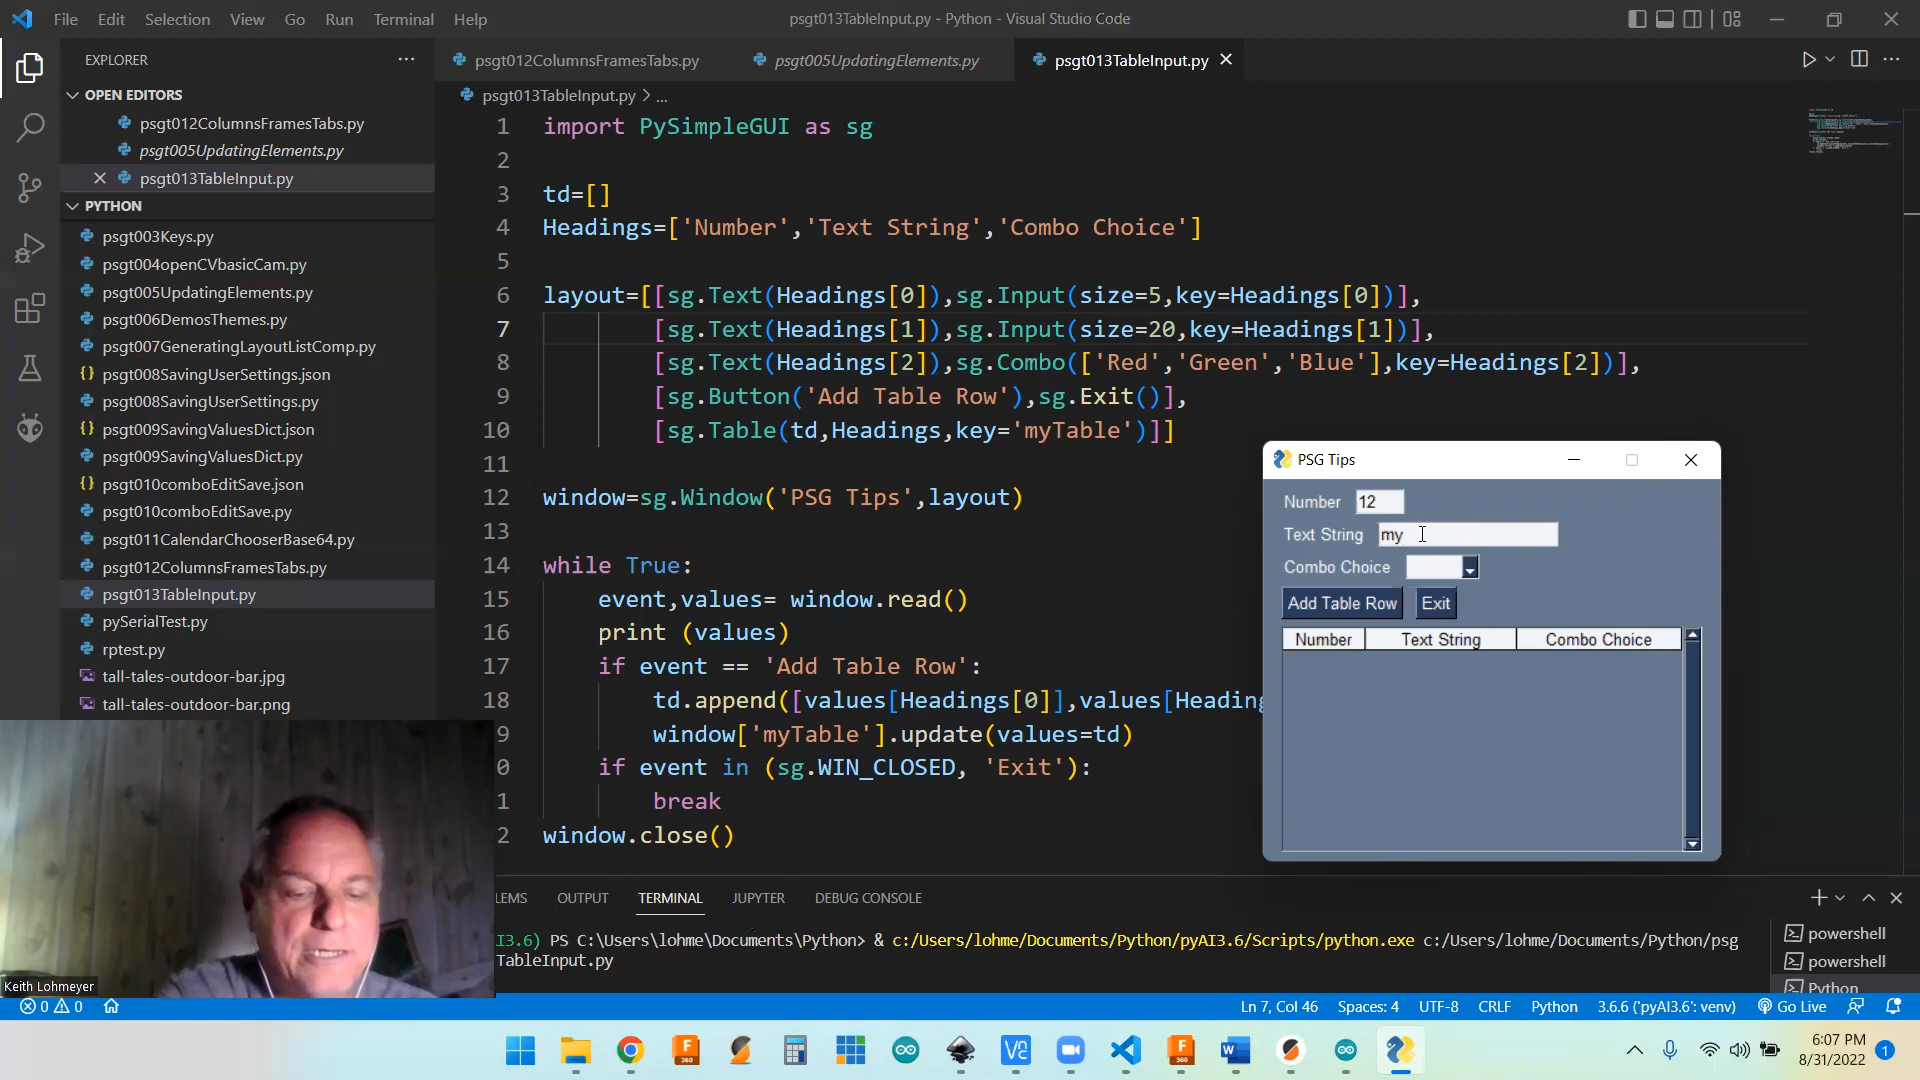 File Edit Selection View Go Run Terminal Help
psgt013TableInput.py - Python - Visual Studio Code
EXPLORER
OPEN EDITORS
psgt012ColumnsFramesTabs.py
psgt005UpdatingElements.py
psgt013TableInput.py
PYTHON
psgt003Keys.py
psgt004openCVbasicCam.py
psgt005UpdatingElements.py
psgt006DemosThemes.py
psgt007GeneratingLayoutListComp.py
psgt008SavingUserSettings.json
psgt008SavingUserSettings.py
psgt009SavingValuesDict.json
psgt009SavingValuesDict.py
psgt010comboEditSave.json
psgt010comboEditSave.py
psgt011CalendarChooserBase64.py
psgt012ColumnsFramesTabs.py
psgt013TableInput.py
pySerialTest.py
rptest.py
tall-tales-outdoor-bar.jpg
tall-tales-outdoor-bar.png
psgt012ColumnsFramesTabs.py psgt005UpdatingElements.py psgt013TableInput.py
psgt013TableInput.py > ...
1 import PySimpleGUI as sg
2
3 td=[]
4 Headings=['Number','Text String','Combo Choice']
5
6 layout=[[sg.Text(Headings[0]),sg.Input(size=5,key=Headings[0])],
7 [sg.Text(Headings[1]),sg.Input(size=20,key=Headings[1])],
8 [sg.Text(Headings[2]),sg.Combo(['Red','Green','Blue'],key=Headings[2])],
9 [sg.Button('Add Table Row'),sg.Exit()],
10 [sg.Table(td,Headings,key='myTable')]]
11
12 window=sg.Window('PSG Tips',layout)
13
14 while True:
15 event,values= window.read()
16 print (values)
17 if event == 'Add Table Row':
18 td.append([values[Headings[0]],values[Heading
9 window['myTable'].update(values=td)
0 if event in (sg.WIN_CLOSED, 'Exit'):
1 break
2 window.close()
PSG Tips
Number 12
Text String my
Combo Choice
Add Table Row Exit
Number Text String Combo Choice
LEMS OUTPUT TERMINAL JUPYTER DEBUG CONSOLE
I3.6) PS C:\Users\lohme\Documents\Python> & c:/Users/lohme/Documents/Python/pyAI3.6/Scripts/python.exe c:/Users/lohme/Documents/Python/psg
TableInput.py
powershell
powershell
Python
Keith Lohmeyer
0 0
Ln 7, Col 46 Spaces: 4 UTF-8 CRLF Python 3.6.6 ('pyAI3.6': venv) Go Live
F 360 VC F 360 W
6:07 PM
8/31/2022 1